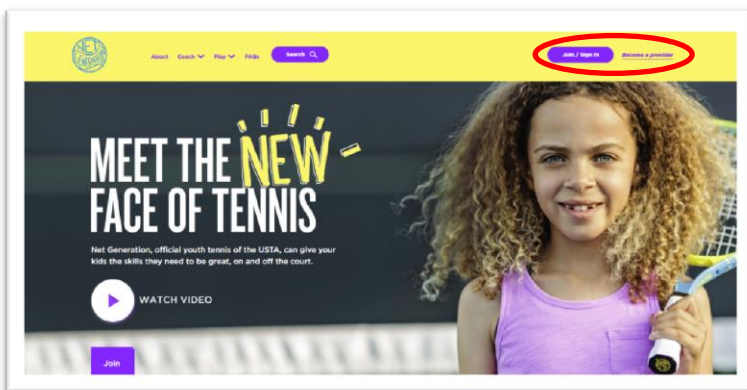 NET GENERATION
About Coach Play FAQs Search Join / Sign In Become a provider
MEET THE NEW
FACE OF TENNIS
Net Generation, official youth tennis of the USTA, can give your
kids the skills they need to be great, on and off the court.
WATCH VIDEO
Join